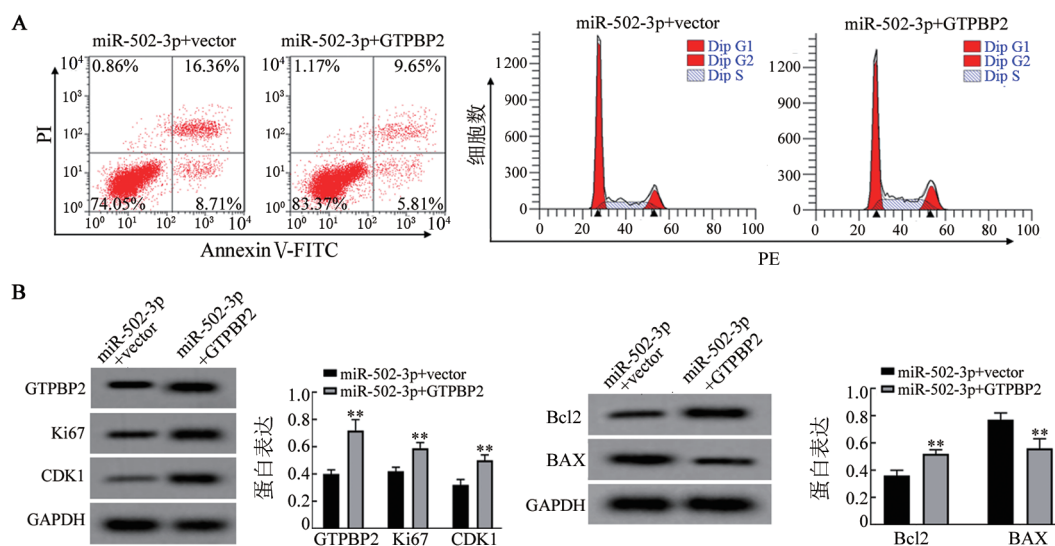 A
miR-502-3p+vector
miR-502-3p+GTPBP2
0.86%
16.36%
74.05%
8.71%
1.17%
9.65%
83.37%
5.81%
PI
10⁴
10³
10²
10¹
10⁰
10⁰ 10¹ 10² 10³ 10⁴
10⁰ 10¹ 10² 10³ 10⁴
Annexin V-FITC
miR-502-3p+vector
miR-502-3p+GTPBP2
Dip G1
Dip G2
Dip S
Dip G1
Dip G2
Dip S
细胞数
1200
900
600
300
0
0 20 40 60 80 100
1200
900
600
300
0
0 20 40 60 80 100
PE
B
miR-502-3p
+vector
miR-502-3p
+GTPBP2
GTPBP2
Ki67
CDK1
GAPDH
miR-502-3p+vector
miR-502-3p+GTPBP2
蛋白表达
1.0
0.8
0.6
0.4
0.2
0
**
**
**
GTPBP2 Ki67 CDK1
miR-502-3p
+vector
miR-502-3p
+GTPBP2
Bcl2
BAX
GAPDH
miR-502-3p+vector
miR-502-3p+GTPBP2
蛋白表达
1.0
0.8
0.6
0.4
0.2
0
**
**
Bcl2 BAX